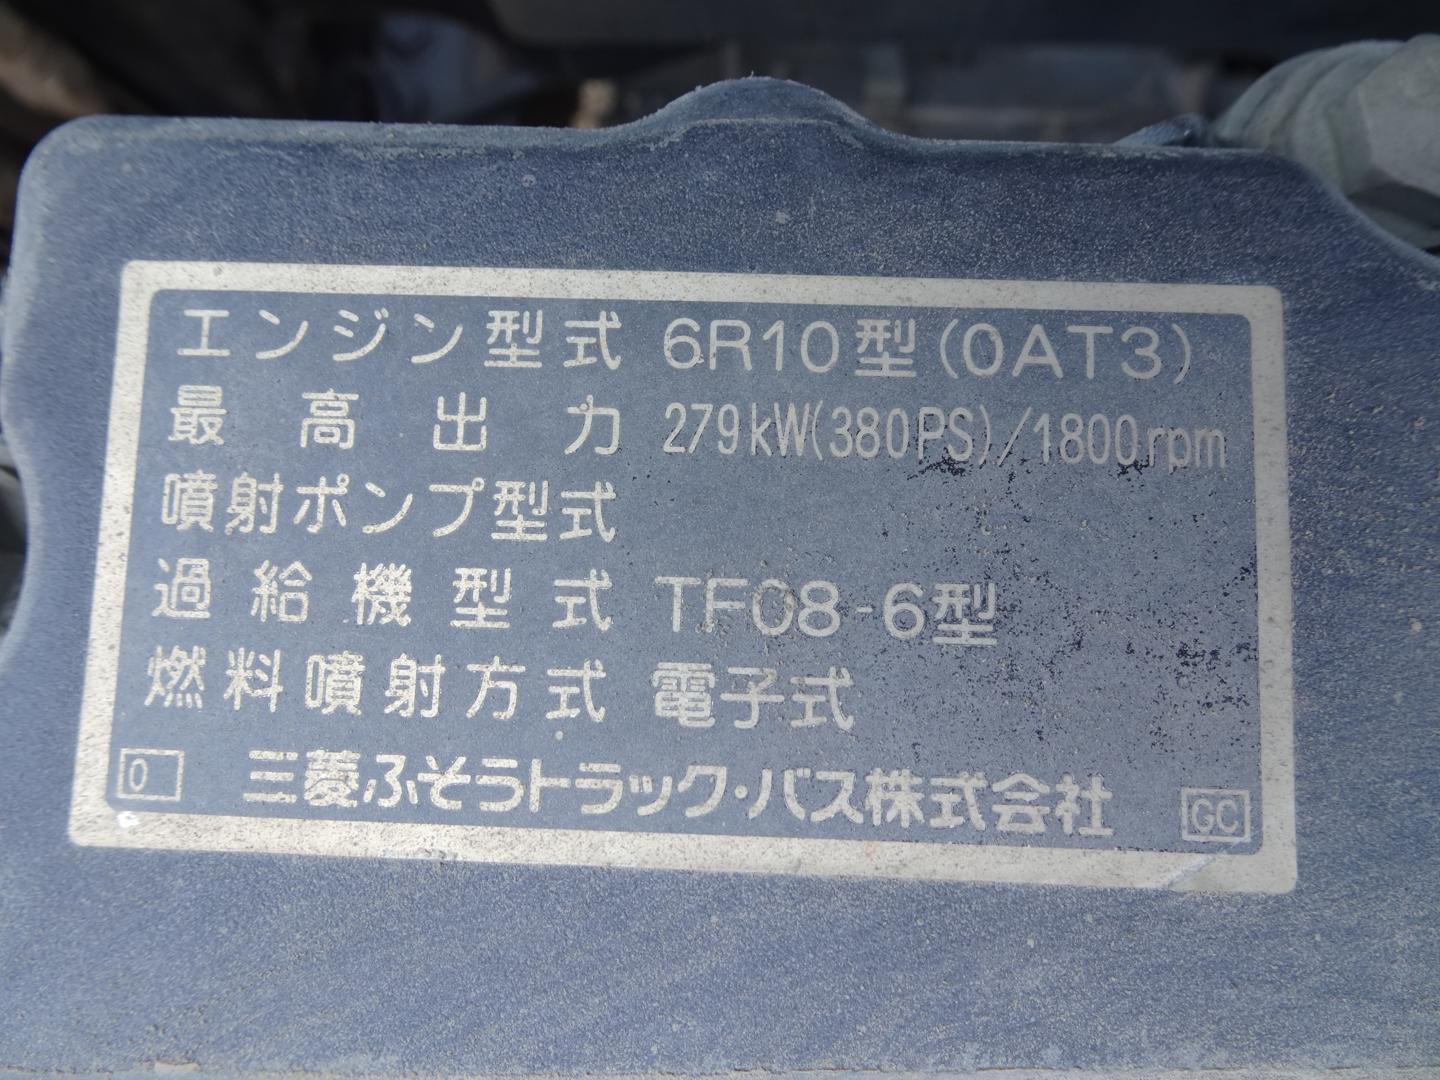 エンジン型式 6R10型(0AT3)
最高出力 279kW(380PS)/1800rpm
噴射ポンプ型式
過給機型式 TF08-6型
燃料噴射方式 電子式
0 三菱ふそうトラック・バス株式会社 GC